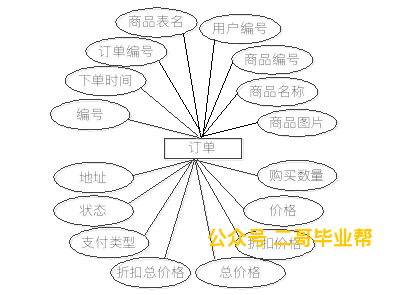 商品表名
用户编号
订单编号
商品编号
下单时间
商品名称
编号
商品图片
订单
地址
购买数量
状态
价格
支付类型
折扣价格
公众号 二哥毕业帮
折扣总价格
总价格